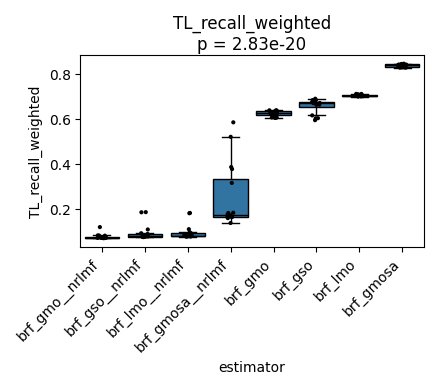 TL_recall_weighted
p = 2.83e-20
TL_recall_weighted
0.8
0.6
0.4
0.2
brf_gmo__nrlmf
brf_gso__nrlmf
brf_lmo__nrlmf
brf_gmosa__nrlmf
brf_gmo
brf_gso
brf_lmo
brf_gmosa
estimator